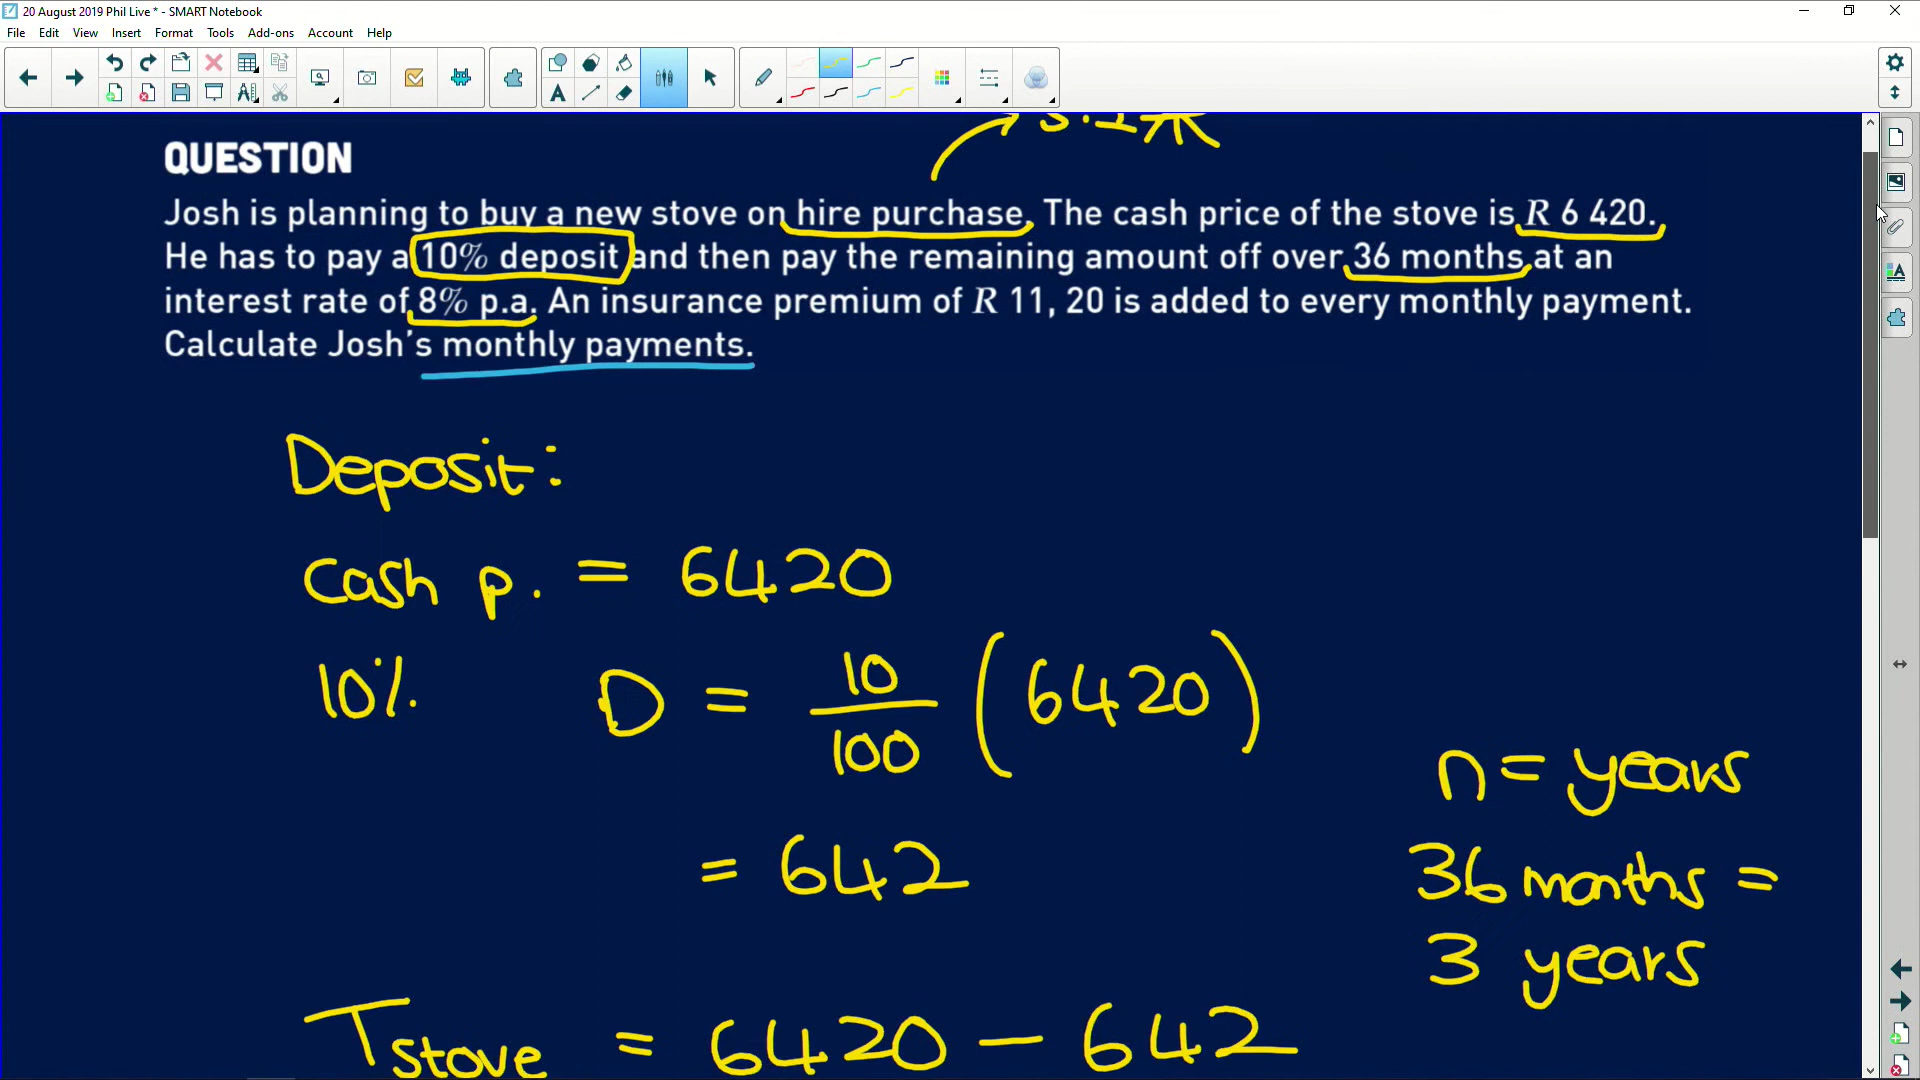 20 August 2019 Phil Live * - SMART Notebook
File Edit View Insert Format Tools Add-ons Account Help
QUESTION
Josh is planning to buy a new stove on hire purchase. The cash price of the stove is R 6 420.
He has to pay a 10% deposit and then pay the remaining amount off over 36 months at an
interest rate of 8% p.a. An insurance premium of R 11, 20 is added to every monthly payment.
Calculate Josh's monthly payments.
Deposit:
Cash p. = 6420
10% D = 10/100 (6420)
= 642
n = years
36 months =
3 years
Tstove = 6420 - 642